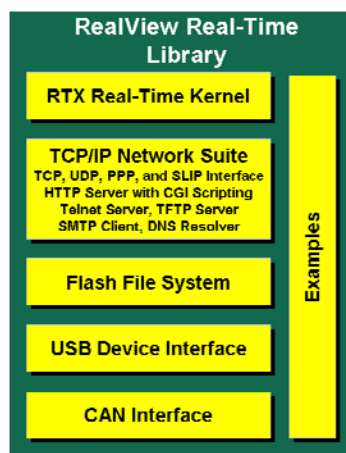 RealView Real-Time
Library
RTX Real-Time Kernel
TCP/IP Network Suite
TCP, UDP, PPP, and SLIP Interface
HTTP Server with CGI Scripting
Telnet Server, TFTP Server
SMTP Client, DNS Resolver
Flash File System
USB Device Interface
CAN Interface
Examples